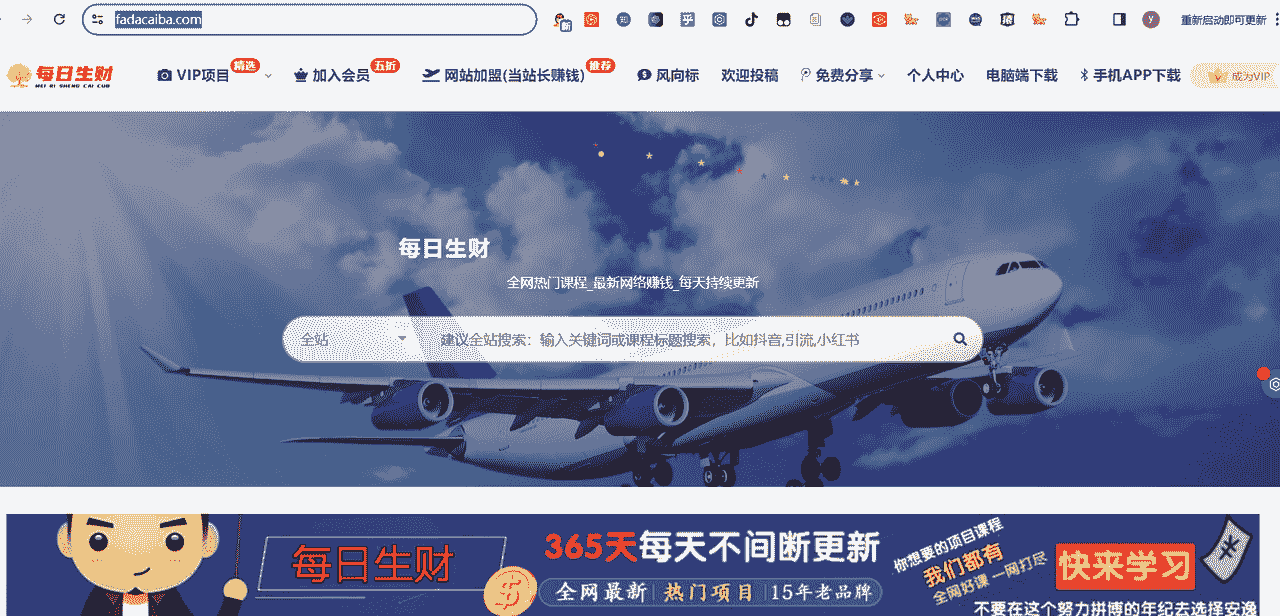 fadacaiba.com
新
乎
y
重新启动即可更新
每日生财
MEI RI SHENG CAI CUO
VIP项目 精选
加入会员 五折
网站加盟(当站长赚钱) 推荐
风向标
欢迎投稿
免费分享
个人中心
电脑端下载
手机APP下载
成为VIP
每日生财
全网热门课程_最新网络赚钱_每天持续更新
全站
建议全站搜索：输入关键词或课程标题搜索，比如抖音,引流,小红书
每日生财
365天每天不间断更新
全网最新 热门项目 15年老品牌
你想要的项目课程
我们都有
全网好课 一网打尽
快来学习
不要在这个努力拼搏的年纪去选择安逸